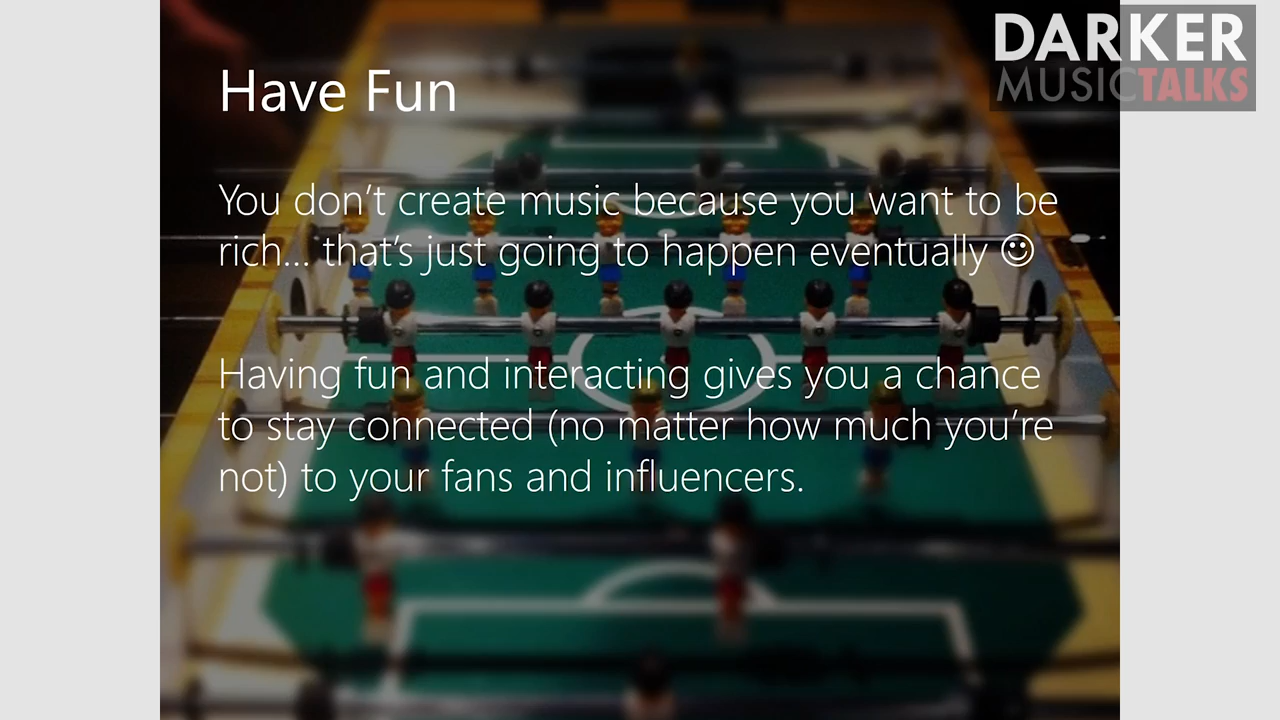 DARKER
MUSICTALKS
Have Fun
You don’t create music because you want to be
rich… that’s just going to happen eventually ☺
Having fun and interacting gives you a chance
to stay connected (no matter how much you’re
not) to your fans and influencers.